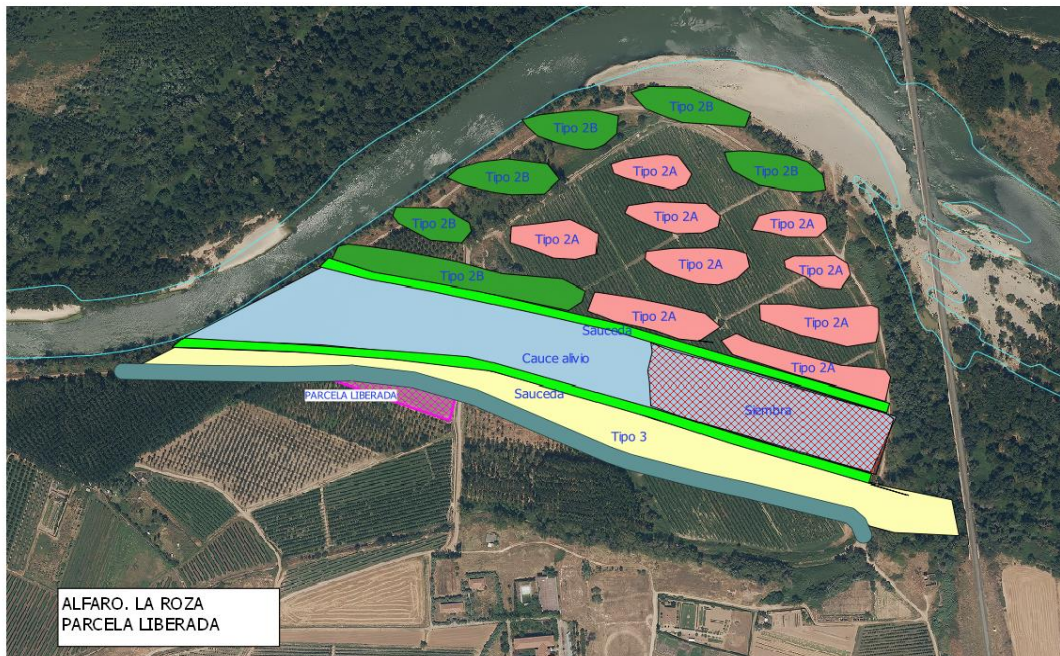 Tipo 2B
Tipo 2B
Tipo 2B
Tipo 2A
Tipo 2B
Tipo 2B
Tipo 2A
Tipo 2A
Tipo 2A
Tipo 2A
Tipo 2A
Tipo 2B
Tipo 2A
Tipo 2A
Sauceda
Cauce alivio
Tipo 2A
Sauceda
PARCELA LIBERADA
Siembra
Tipo 3
ALFARO. LA ROZA
PARCELA LIBERADA